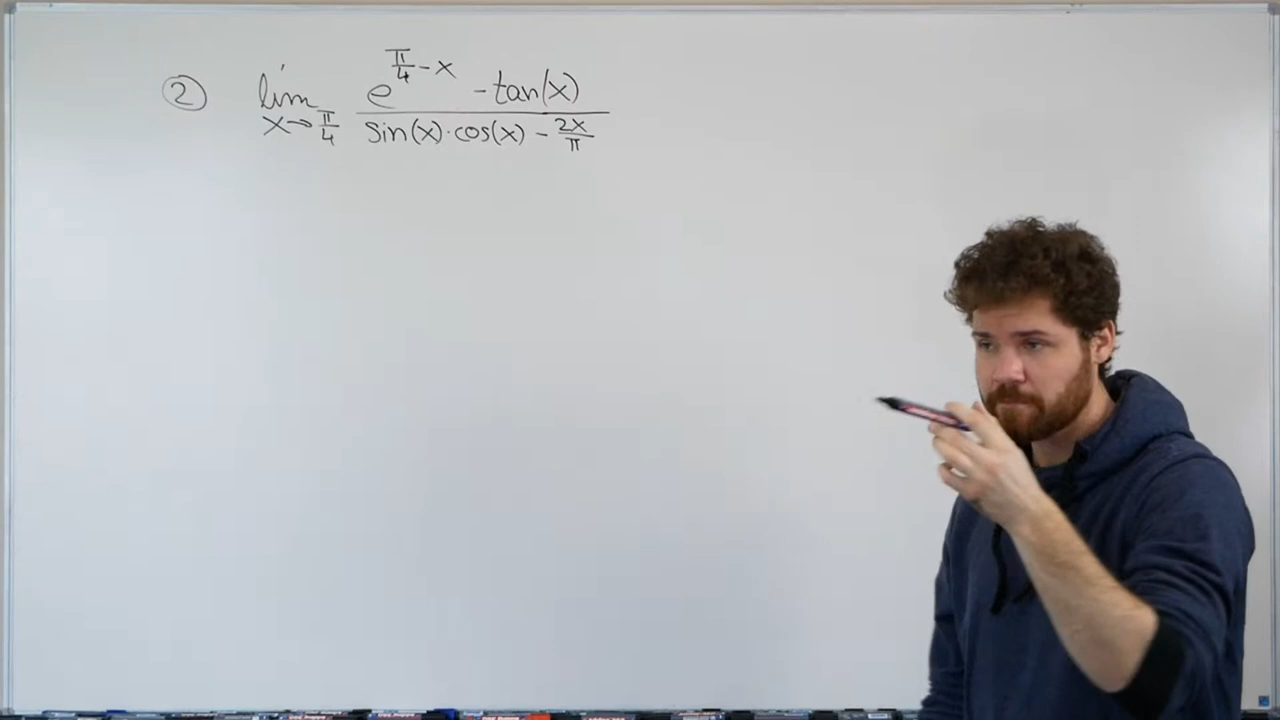 ② lim x→π/4 (e^(π/4 - x) - tan(x)) / (sin(x)·cos(x) - 2x/π)